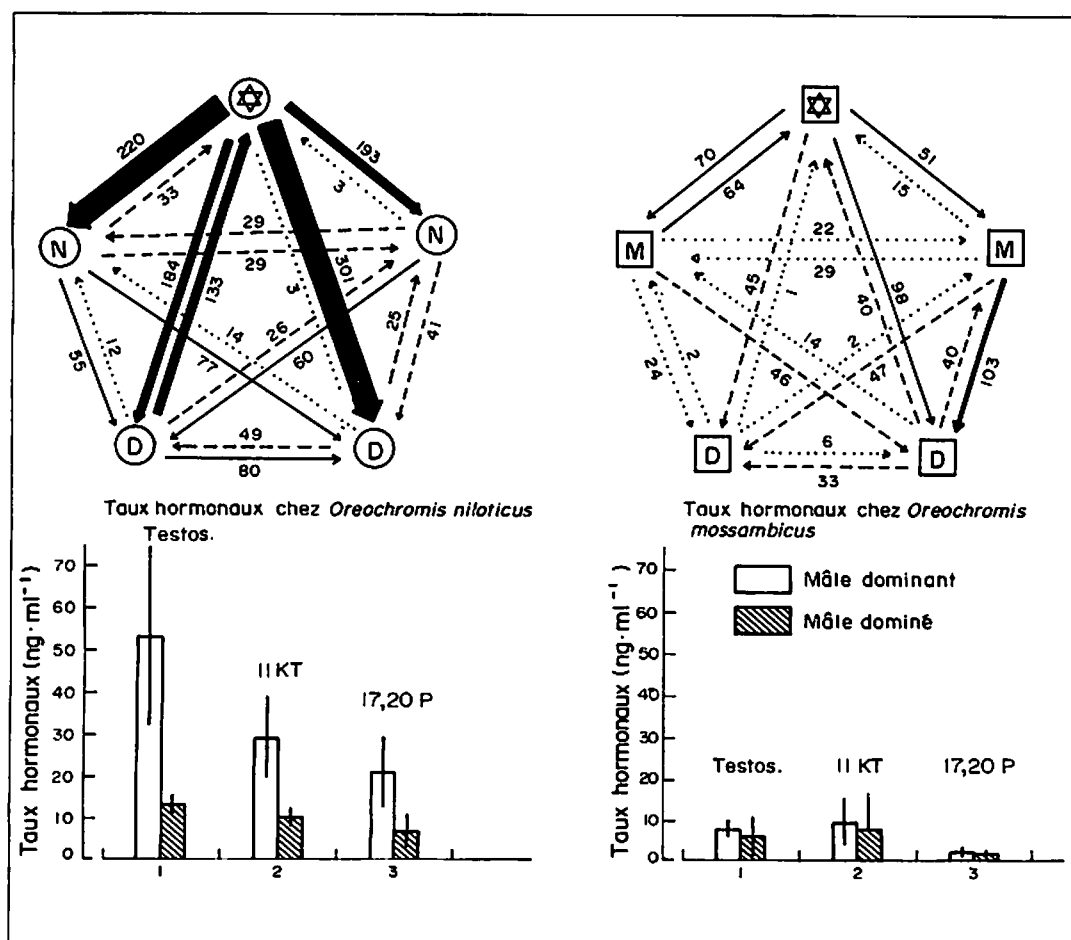 220
193
33
3
N
29
N
29
184
133
3
301
55
12
77
14
26
60
25
41
D
49
D
80
70
64
51
15
M
22
M
29
45
1
98
40
24
2
46
14
2
47
40
103
D
6
D
33
Taux hormonaux chez Oreochromis niloticus
Taux hormonaux chez Oreochromis
mossambicus
Testos.
11 KT
17,20 P
Taux hormonaux (ng·ml⁻¹)
70
60
50
40
30
20
10
0
1
2
3
Mâle dominant
Mâle dominé
Testos.
11 KT
17,20 P
Taux hormonaux (ng·ml⁻¹)
70
60
50
40
30
20
10
0
1
2
3